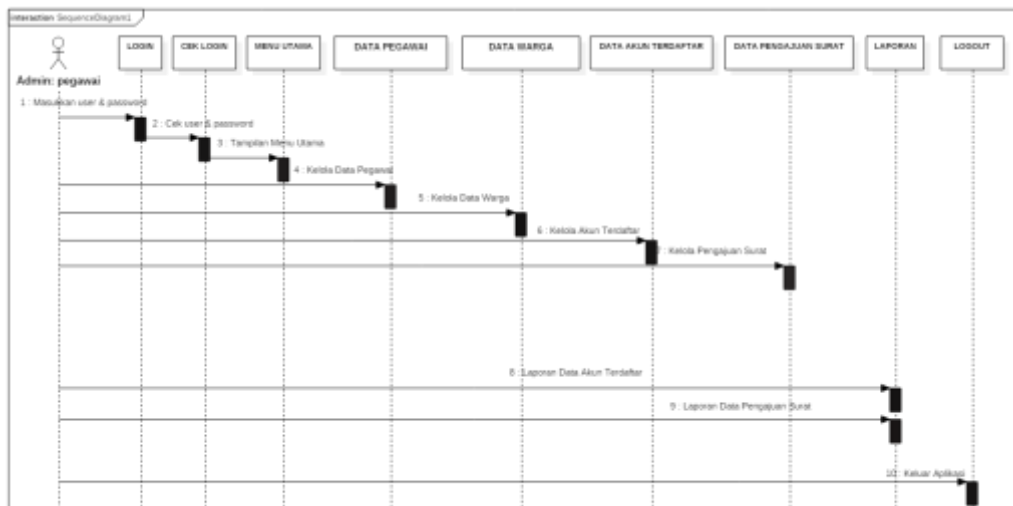 interaction SequenceDiagram1
LOGIN
CEK LOGIN
MENU UTAMA
DATA PEGAWAI
DATA WARGA
DATA AKUN TERDAFTAR
DATA PENGAJUAN SURAT
LAPORAN
LOGOUT
Admin: pegawai
1 : Masukkan user & password
2 : Cek user & password
3 : Tampilan Menu Utama
4 : Kelola Data Pegawai
5 : Kelola Data Warga
6 : Kelola Akun Terdaftar
7 : Kelola Pengajuan Surat
8 : Laporan Data Akun Terdaftar
9 : Laporan Data Pengajuan Surat
10 : Keluar Aplikasi